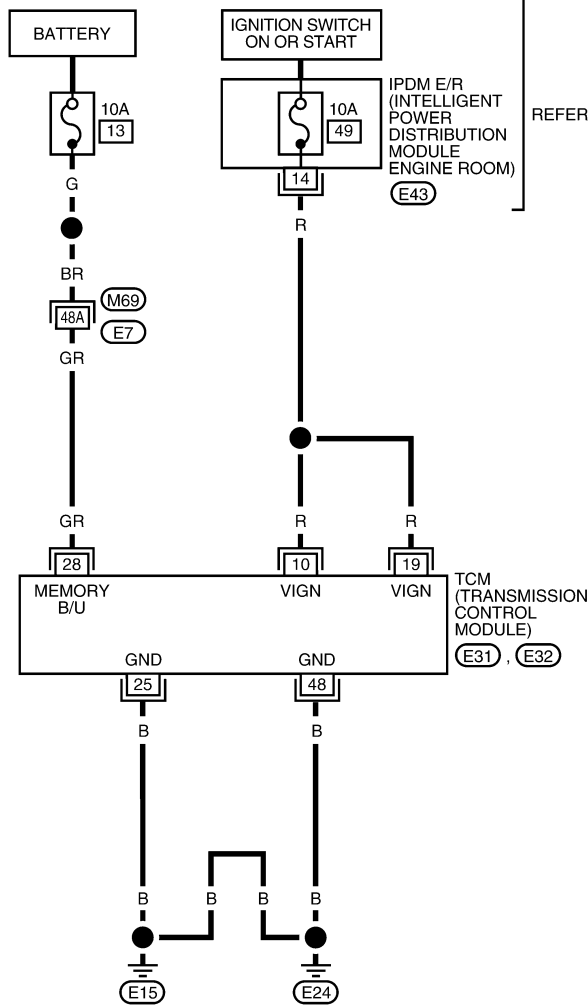 BATTERY
IGNITION SWITCH
ON OR START
10A
13
10A
49
IPDM E/R
(INTELLIGENT
POWER
DISTRIBUTION
MODULE
ENGINE ROOM)
E43
REFER
14
G
R
BR
M69
48A
E7
GR
GR
R
R
28
10
19
MEMORY
B/U
VIGN
VIGN
TCM
(TRANSMISSION
CONTROL
MODULE)
E31 , E32
GND
GND
25
48
B
B
B
B
B
B
E15
E24